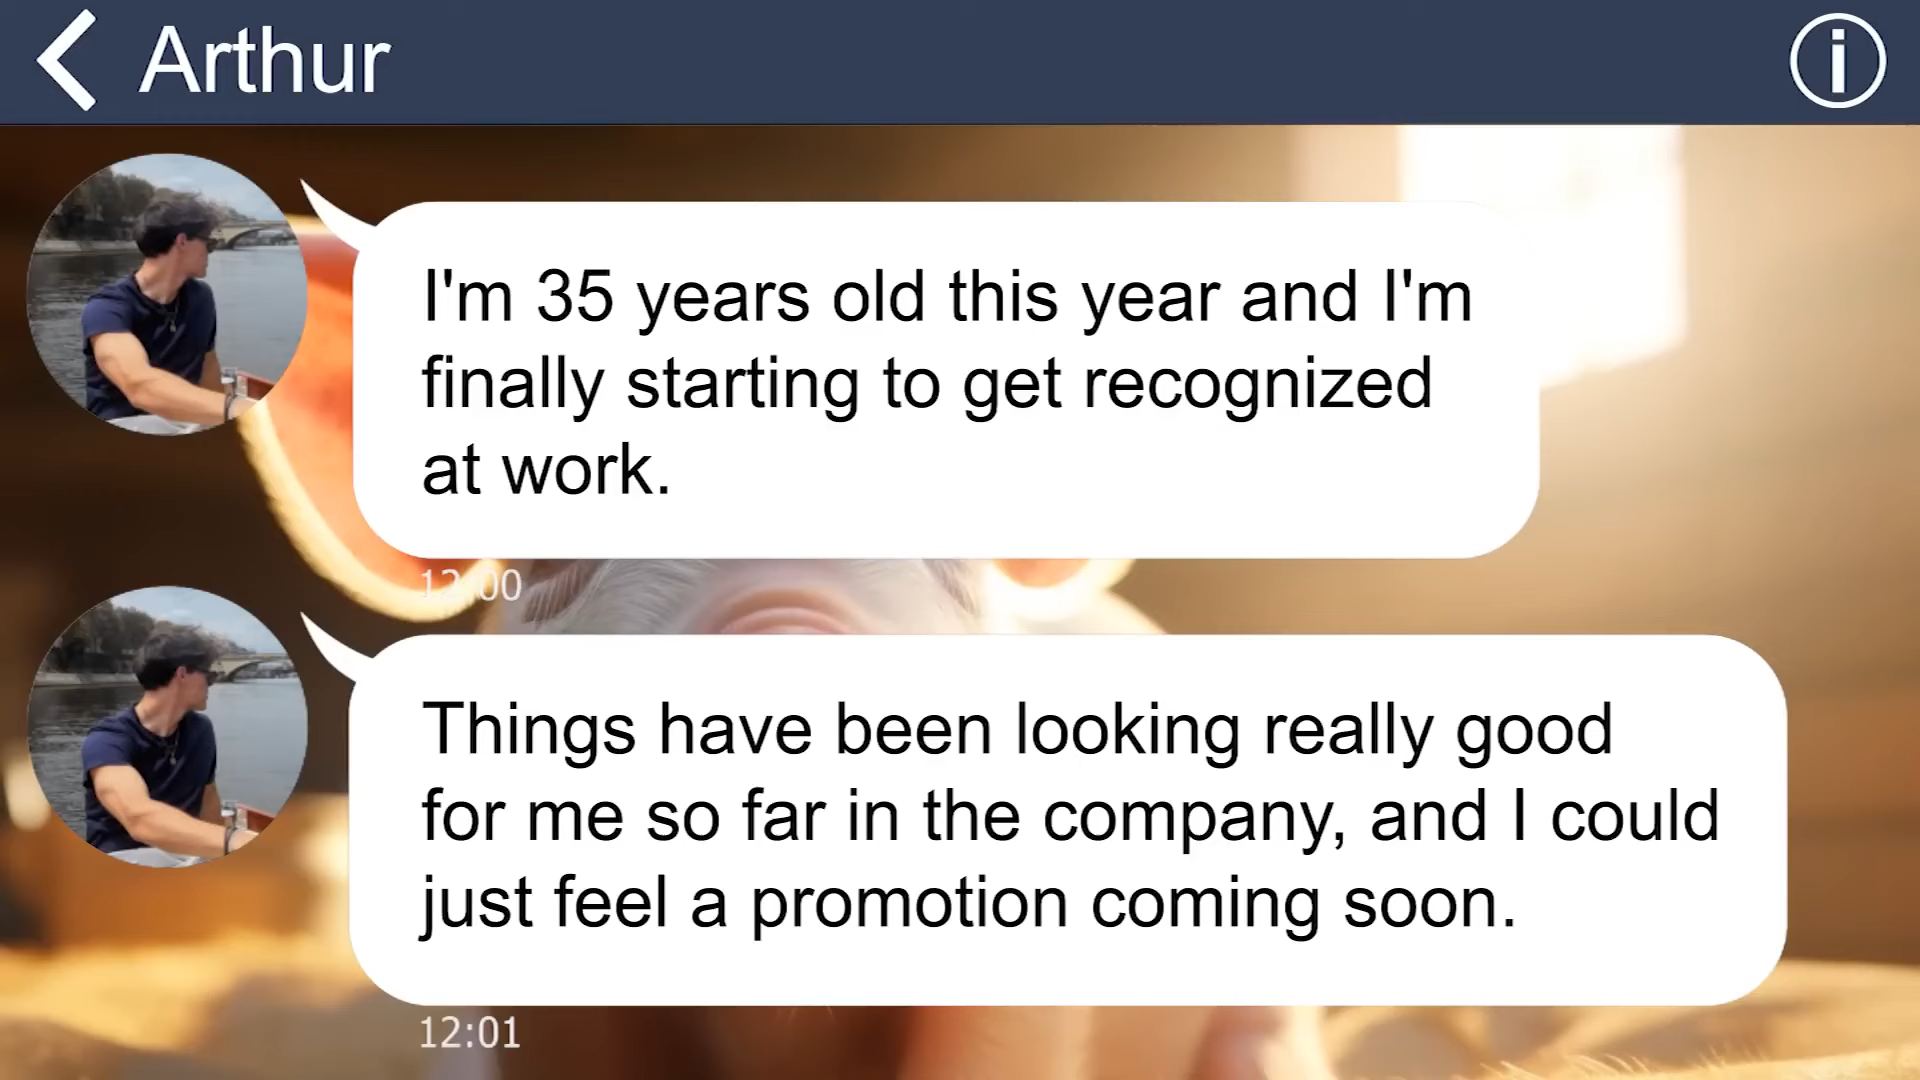 Arthur
I'm 35 years old this year and I'm
finally starting to get recognized
at work.
12:00
Things have been looking really good
for me so far in the company, and I could
just feel a promotion coming soon.
12:01